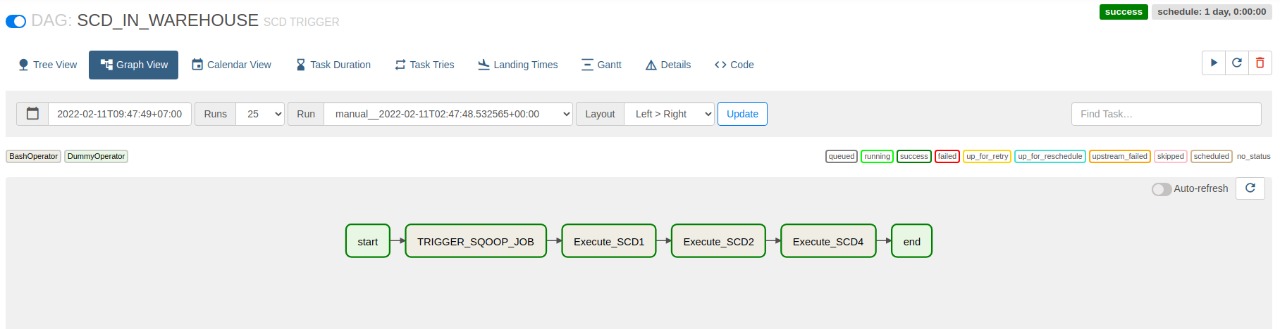 DAG: SCD_IN_WAREHOUSE SCD TRIGGER
success schedule: 1 day, 0:00:00
Tree View Graph View Calendar View Task Duration Task Tries Landing Times Gantt Details Code
2022-02-11T09:47:49+07:00 Runs 25 Run manual__2022-02-11T02:47:48.532565+00:00 Layout Left > Right Update Find Task…
BashOperator DummyOperator queued running success failed up_for_retry up_for_reschedule upstream_failed skipped scheduled no_status
Auto-refresh
start TRIGGER_SQOOP_JOB Execute_SCD1 Execute_SCD2 Execute_SCD4 end